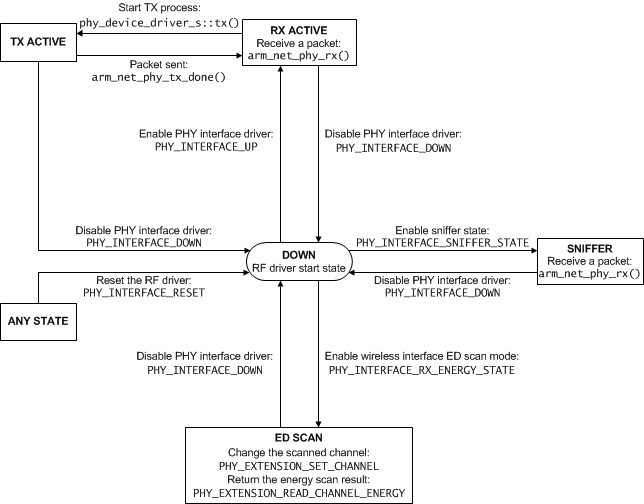 Start TX process:
phy_device_driver_s::tx()
TX ACTIVE
RX ACTIVE
Receive a packet:
arm_net_phy_rx()
Packet sent:
arm_net_phy_tx_done()
Enable PHY interface driver:
PHY_INTERFACE_UP
Disable PHY interface driver:
PHY_INTERFACE_DOWN
Disable PHY interface driver:
PHY_INTERFACE_DOWN
Enable sniffer state:
PHY_INTERFACE_SNIFFER_STATE
DOWN
RF driver start state
SNIFFER
Receive a packet:
arm_net_phy_rx()
Reset the RF driver:
PHY_INTERFACE_RESET
Disable PHY interface driver:
PHY_INTERFACE_DOWN
ANY STATE
Disable PHY interface driver:
PHY_INTERFACE_DOWN
Enable wireless interface ED scan mode:
PHY_INTERFACE_RX_ENERGY_STATE
ED SCAN
Change the scanned channel:
PHY_EXTENSION_SET_CHANNEL
Return the energy scan result:
PHY_EXTENSION_READ_CHANNEL_ENERGY